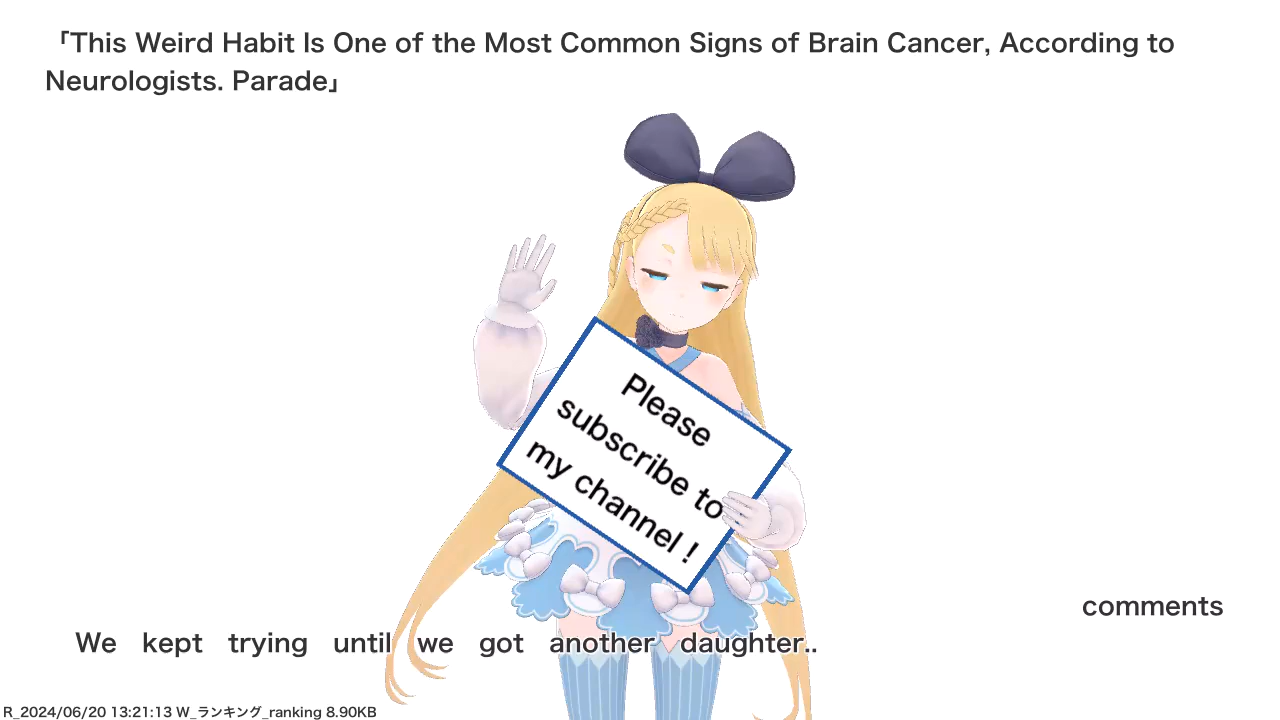 「This Weird Habit Is One of the Most Common Signs of Brain Cancer, According to
Neurologists. Parade」
Please
subscribe to
my channel !
comments
We kept trying until we got another daughter..
R_2024/06/20 13:21:13 W_ランキング_ranking 8.90KB